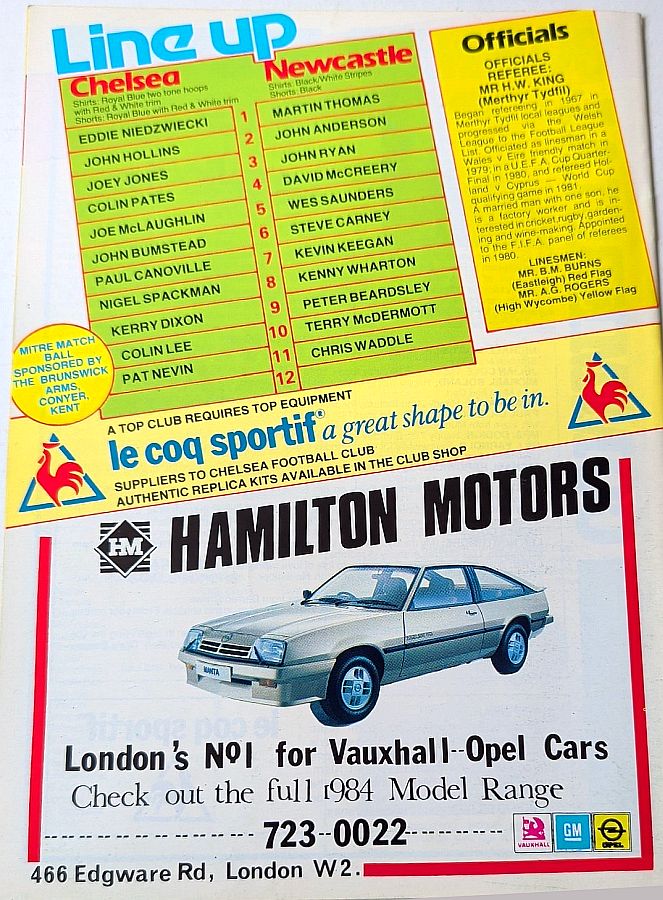 Line up
Chelsea
Shirts: Royal Blue two tone hoops
with Red & White trim
Shorts: Royal Blue with Red & White trim
EDDIE NIEDZWIECKI
JOHN HOLLINS
JOEY JONES
COLIN PATES
JOE McLAUGHLIN
JOHN BUMSTEAD
PAUL CANOVILLE
NIGEL SPACKMAN
KERRY DIXON
COLIN LEE
PAT NEVIN
1
2
3
4
5
6
7
8
9
10
11
12
Newcastle
Shirts: Black/White Stripes
Shorts: Black
MARTIN THOMAS
JOHN ANDERSON
JOHN RYAN
DAVID McCREERY
WES SAUNDERS
STEVE CARNEY
KEVIN KEEGAN
KENNY WHARTON
PETER BEARDSLEY
TERRY McDERMOTT
CHRIS WADDLE
Officials
OFFICIALS
REFEREE:
MR H.W. KING
(Merthyr Tydfil)
Began refereeing in 1967 in
Merthyr Tydfil local leagues and
progressed via the Welsh
League to the Football League
List. Officiated as linesman in a
Wales v Eire friendly match in
1979; in a U.E.F.A. Cup Quarter-
Final in 1980, and refereed Hol-
land v Cyprus — World Cup
qualifying game in 1981.
A married man with one son, he
is a factory worker and is in-
terested in cricket, rugby, garden-
ing and wine-making. Appointed
to the F.I.F.A. panel of referees
in 1980.
LINESMEN:
MR. B.M. BURNS
(Eastleigh) Red Flag
MR. A.G. ROGERS
(High Wycombe) Yellow Flag
MITRE MATCH
BALL
SPONSORED BY
THE BRUNSWICK
ARMS,
CONYER,
KENT
A TOP CLUB REQUIRES TOP EQUIPMENT
le coq sportif® a great shape to be in.
SUPPLIERS TO CHELSEA FOOTBALL CLUB
AUTHENTIC REPLICA KITS AVAILABLE IN THE CLUB SHOP
HM
HAMILTON MOTORS
MANTA
London's Nº1 for Vauxhall--Opel Cars
Check out the full 1984 Model Range
723--0022
VAUXHALL
GM
OPEL
466 Edgware Rd, London W2.